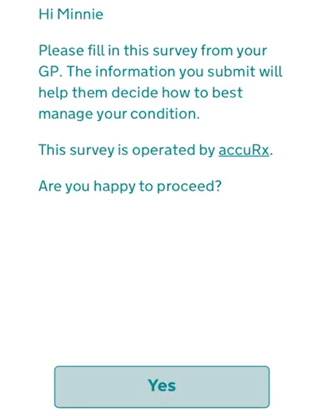 Hi Minnie
Please fill in this survey from your
GP. The information you submit will
help them decide how to best
manage your condition.
This survey is operated by accuRx.
Are you happy to proceed?
Yes